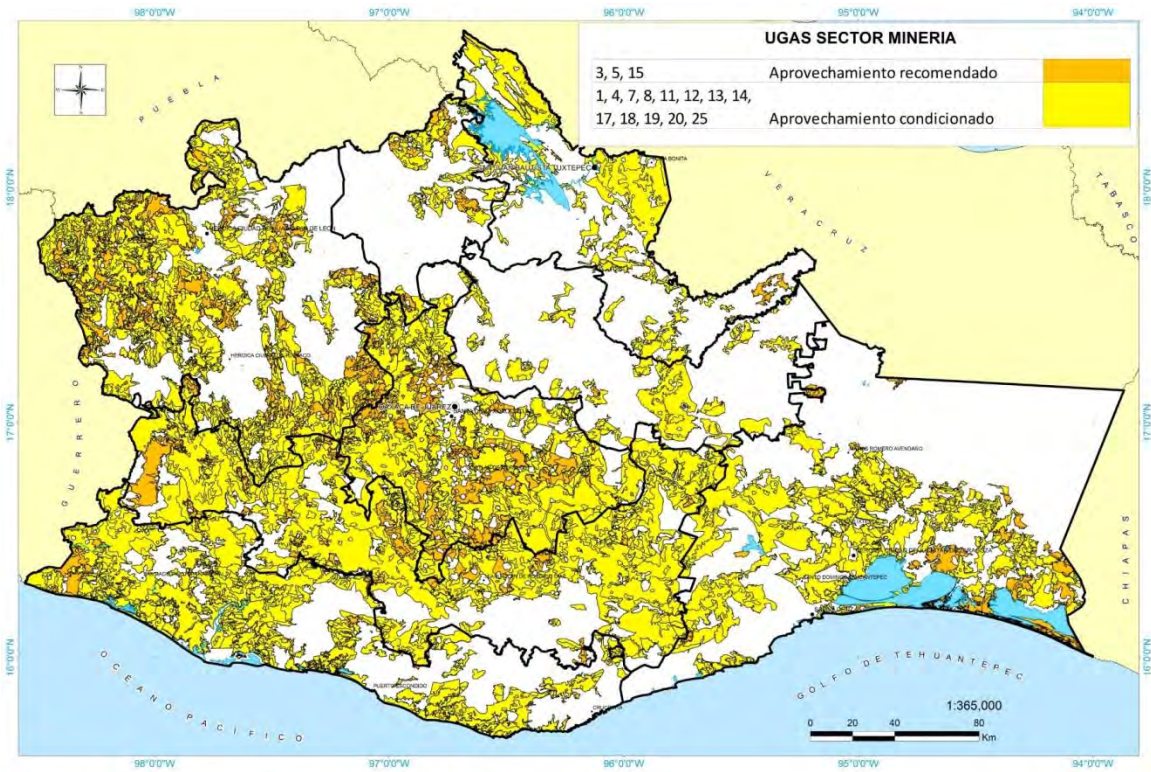 98°0'0"W
97°0'0"W
96°0'0"W
95°0'0"W
94°0'0"W
UGAS SECTOR MINERIA
3, 5, 15 Aprovechamiento recomendado
1, 4, 7, 8, 11, 12, 13, 14,
17, 18, 19, 20, 25 Aprovechamiento condicionado
PUEBLA
VERACRUZ
TABASCO
18°0'0"N
18°0'0"N
17°0'0"N
17°0'0"N
GUERRERO
CHIAPAS
16°0'0"N
16°0'0"N
PUERTO ESCONDIDO
OCÉANO PACÍFICO
GOLFO DE TEHUANTEPEC
1:365,000
0 20 40 80
Km
98°0'0"W
97°0'0"W
96°0'0"W
95°0'0"W
94°0'0"W